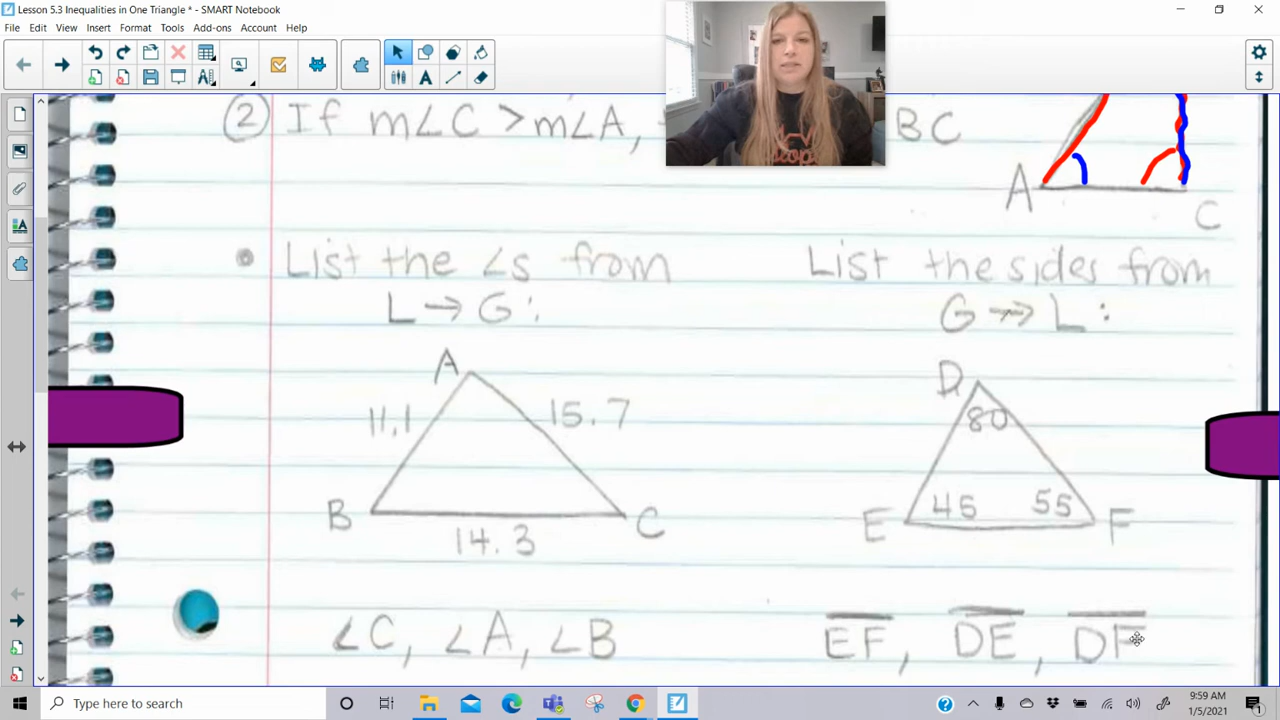 Lesson 5.3 Inequalities in One Triangle * - SMART Notebook
File Edit View Insert Format Tools Add-ons Account Help
② If m∠C > m∠A, BC
A
C
• List the ∠s from
L → G:
List the sides from
G → L:
A
11.1 15.7
B C
14.3
D
80
45 55
E F
∠C, ∠A, ∠B
EF, DE, DF
Type here to search
9:59 AM
1/5/2021